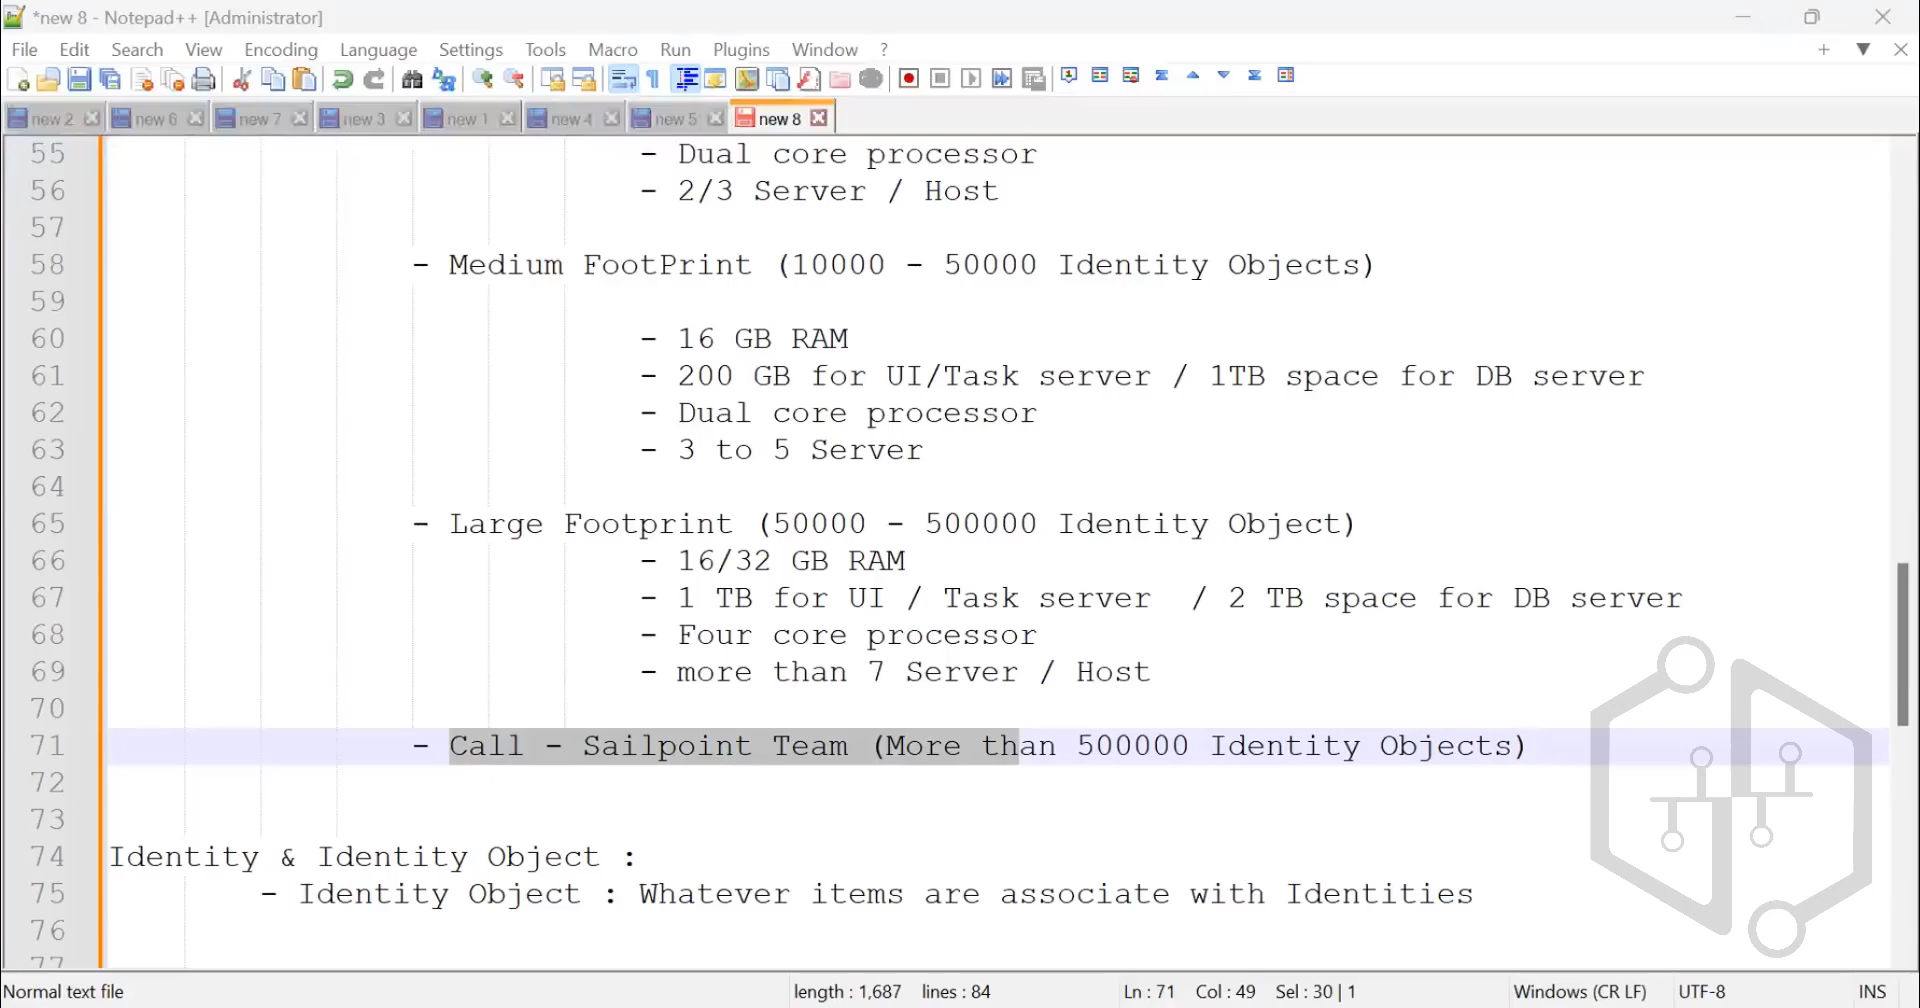 *new 8 - Notepad++ [Administrator]
File Edit Search View Encoding Language Settings Tools Macro Run Plugins Window ?
new 2 new 6 new 7 new 3 new 1 new 4 new 5 new 8
55 - Dual core processor
56 - 2/3 Server / Host
57
58 - Medium FootPrint (10000 - 50000 Identity Objects)
59
60 - 16 GB RAM
61 - 200 GB for UI/Task server / 1TB space for DB server
62 - Dual core processor
63 - 3 to 5 Server
64
65 - Large Footprint (50000 - 500000 Identity Object)
66 - 16/32 GB RAM
67 - 1 TB for UI / Task server / 2 TB space for DB server
68 - Four core processor
69 - more than 7 Server / Host
70
71 - Call - Sailpoint Team (More than 500000 Identity Objects)
72
73
74 Identity & Identity Object :
75 - Identity Object : Whatever items are associate with Identities
76
77
Normal text file length : 1,687 lines : 84 Ln : 71 Col : 49 Sel : 30 | 1 Windows (CR LF) UTF-8 INS